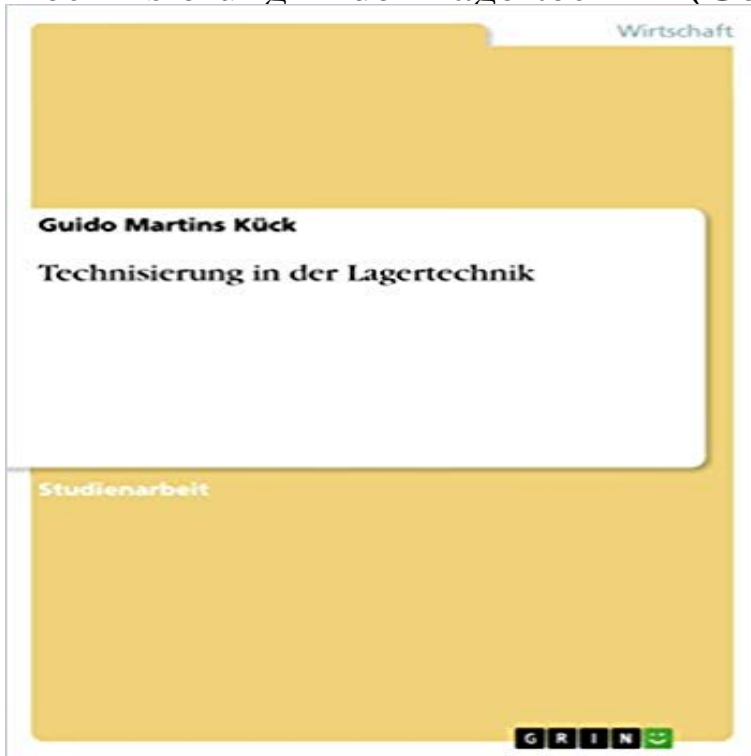 Wirtschaft
Guido Martins Kück
Technisierung in der Lagertechnik
Studienarbeit
GRIN